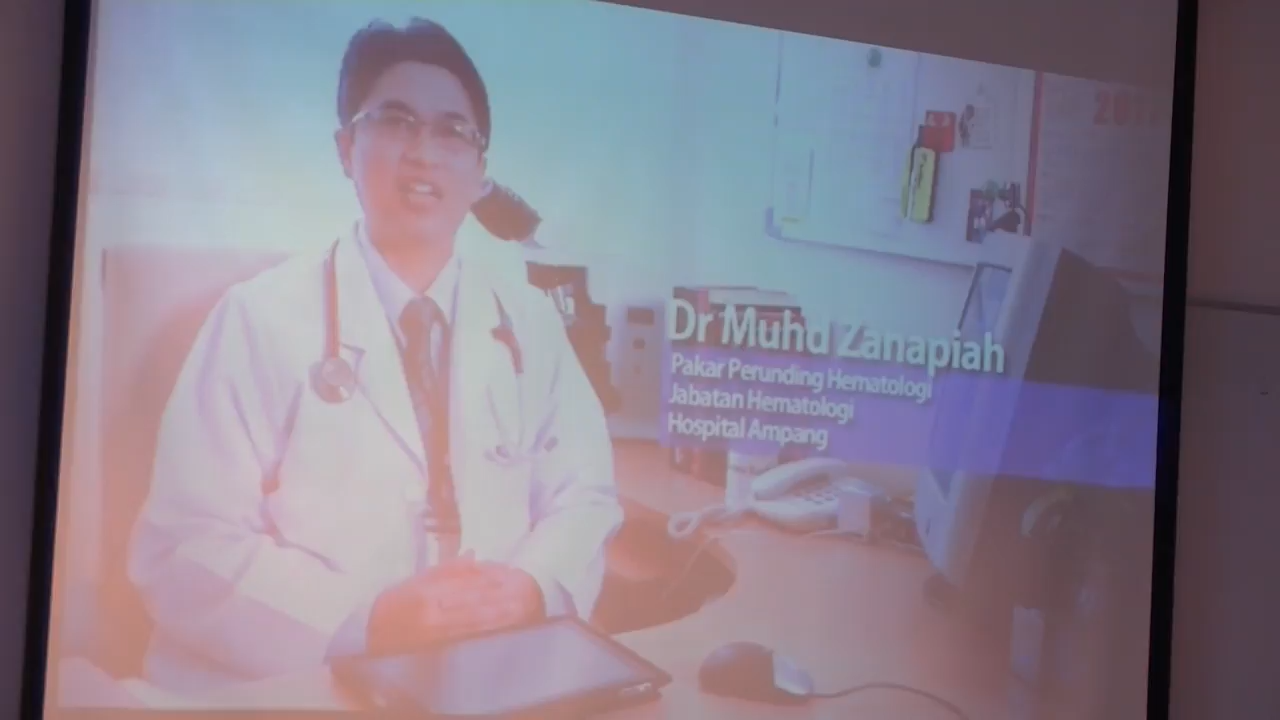 Dr Muhd Zanapiah
Pakar Perunding Hematologi
Jabatan Hematologi
Hospital Ampang